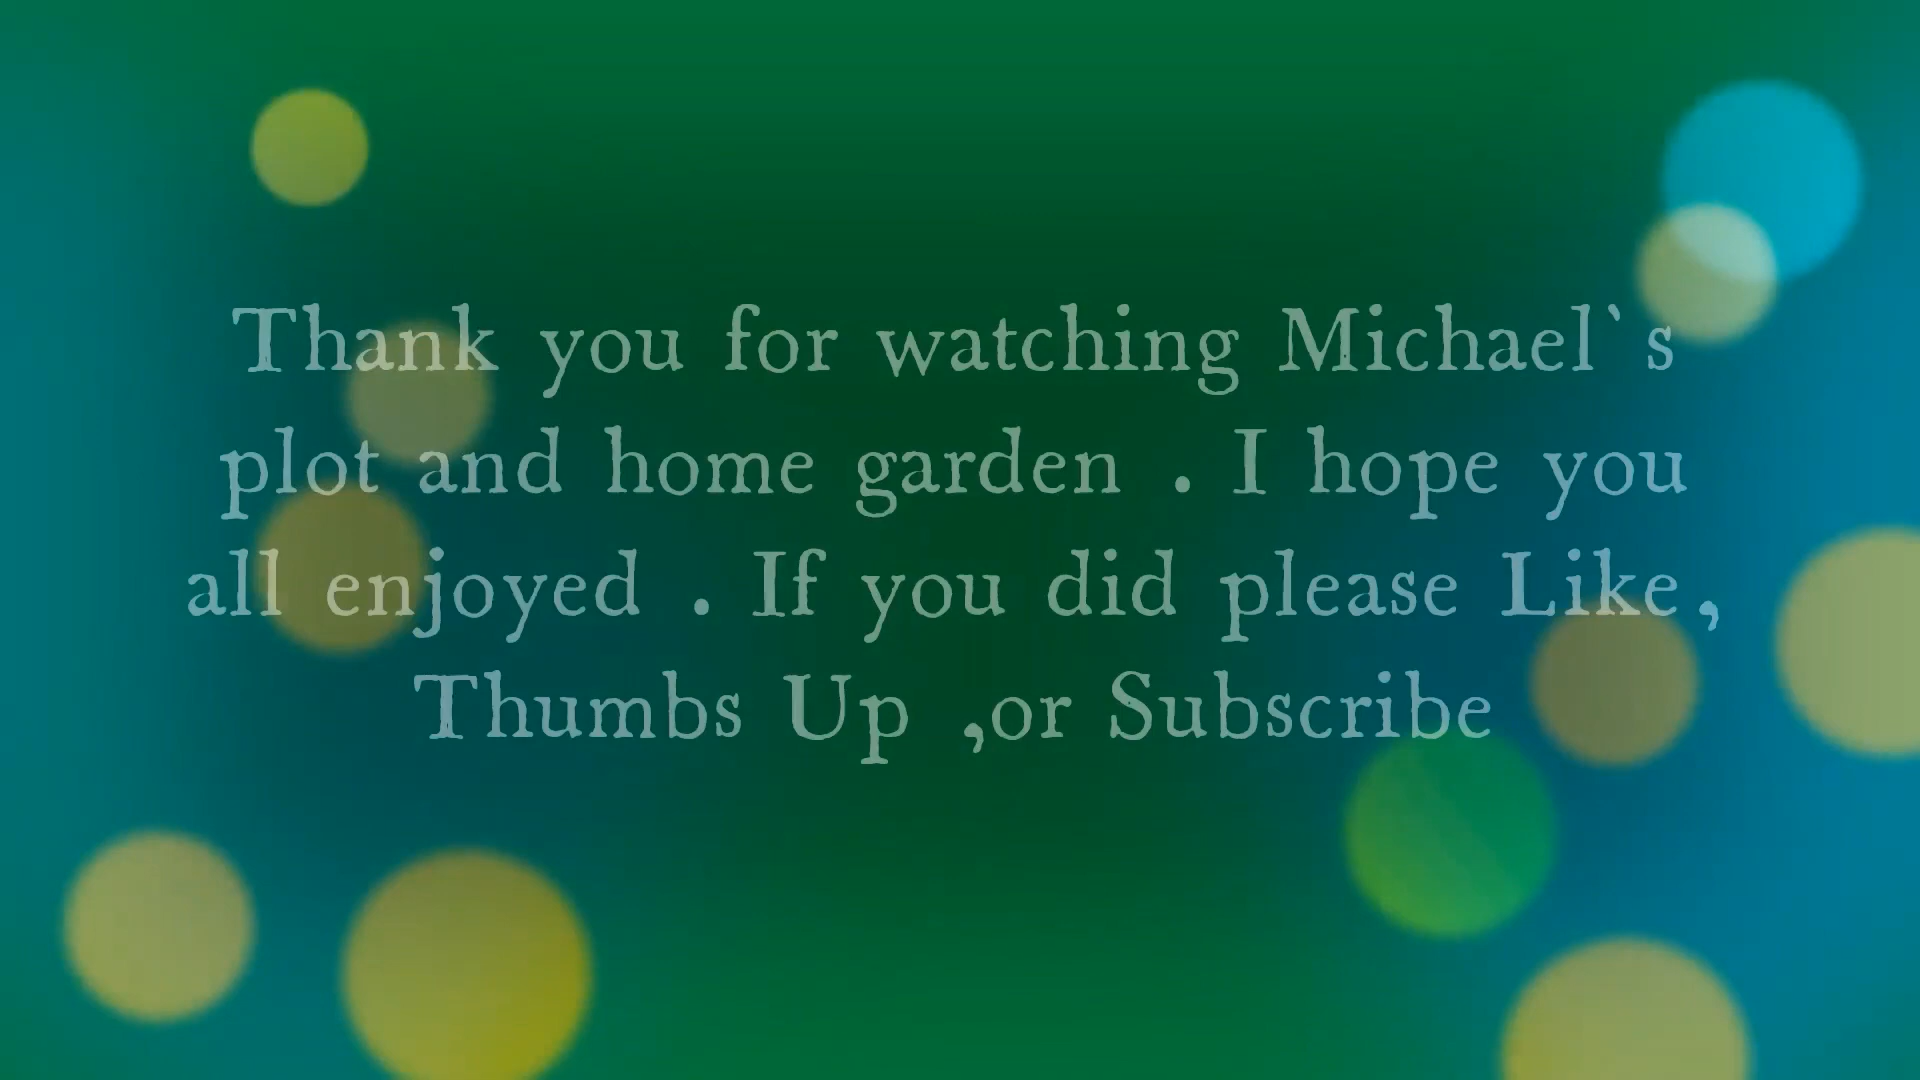 Thank you for watching Michael`s
plot and home garden . I hope you
all enjoyed . If you did please Like,
Thumbs Up ,or Subscribe